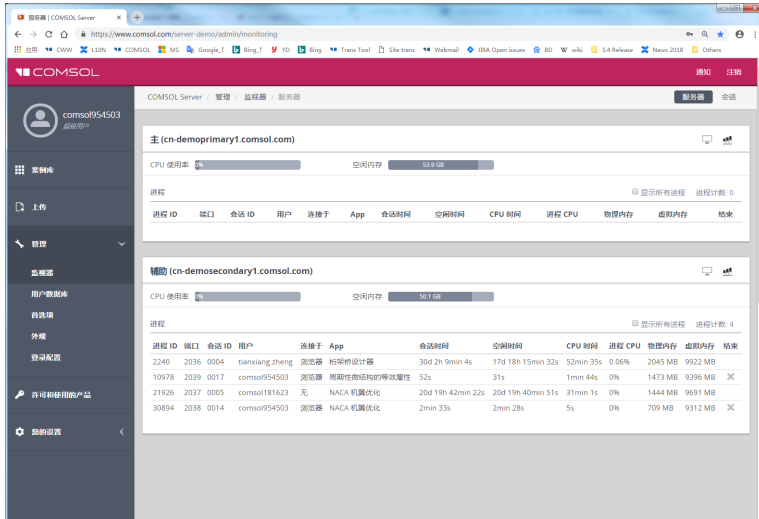 服务器 | COMSOL Server
https://www.comsol.com/server-demo/admin/monitoring
应用 CWW L10N COMSOL MS Google_T Bing_T YD Bing Trans Tool Site trans Webmail JIRA Open issues BD wiki 5.4 Release News 2018 Others
COMSOL 通知 注销
comsol954503
超级用户
COMSOL Server / 管理 / 监视器 / 服务器 服务器 会话
案例库
上传
管理
监视器
用户数据库
首选项
外观
登录配置
许可和使用的产品
您的设置
主 (cn-demoprimary1.comsol.com)
CPU 使用率 0% 空闲内存 53.9 GB
进程 显示所有进程 进程计数: 0
进程 ID 端口 会话 ID 用户 连接于 App 会话时间 空闲时间 CPU 时间 进程 CPU 物理内存 虚拟内存 结束
辅助 (cn-demosecondary1.comsol.com)
CPU 使用率 0% 空闲内存 50.1 GB
进程 显示所有进程 进程计数: 4
进程 ID 端口 会话 ID 用户 连接于 App 会话时间 空闲时间 CPU 时间 进程 CPU 物理内存 虚拟内存 结束
2240 2036 0004 tianxiang.zheng 浏览器 桁架桥设计器 30d 2h 9min 4s 17d 18h 15min 32s 52min 35s 0.06% 2045 MB 9922 MB
10978 2039 0017 comsol954503 浏览器 周期性微结构的等效属性 52s 31s 1min 44s 0% 1473 MB 9396 MB
21926 2037 0005 comsol181623 无 NACA 机翼优化 20d 19h 42min 22s 20d 19h 40min 51s 31min 1s 0% 1444 MB 9691 MB
30894 2038 0014 comsol954503 浏览器 NACA 机翼优化 2min 33s 2min 28s 5s 0% 709 MB 9312 MB